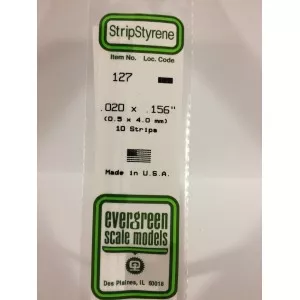 StripStyrene
Item No. Loc. Code
127
.020 x .156"
(0.5 x 4.0 mm)
10 Strips
Made in U.S.A.
evergreen
scale models
Des Plaines, IL 60018